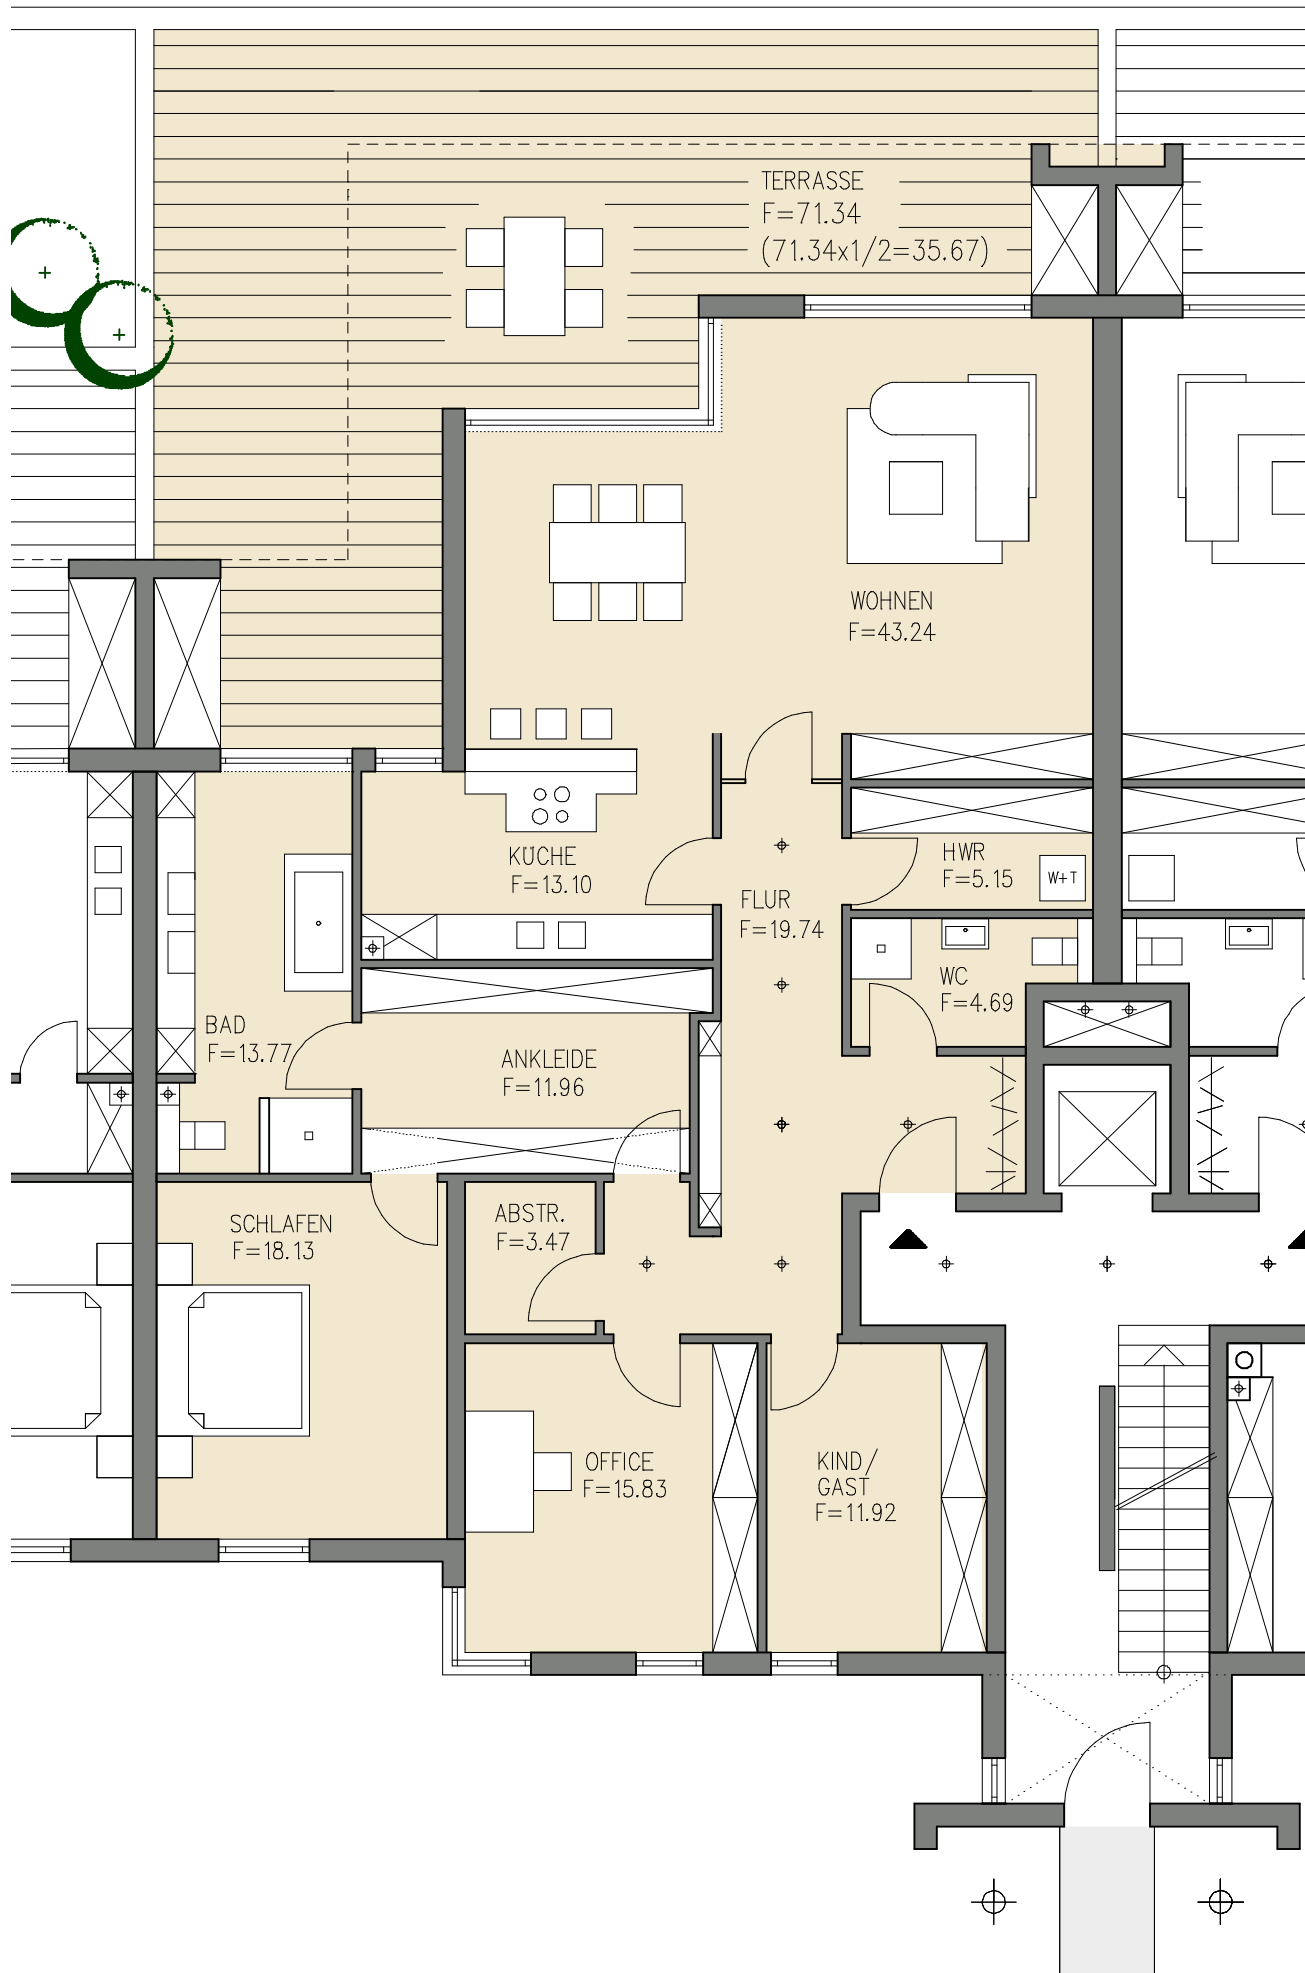 TERRASSE
F=71.34
(71.34x1/2=35.67)
WOHNEN
F=43.24
KÜCHE
F=13.10
HWR
F=5.15
W+T
FLUR
F=19.74
WC
F=4.69
BAD
F=13.77
ANKLEIDE
F=11.96
SCHLAFEN
F=18.13
ABSTR.
F=3.47
OFFICE
F=15.83
KIND/
GAST
F=11.92